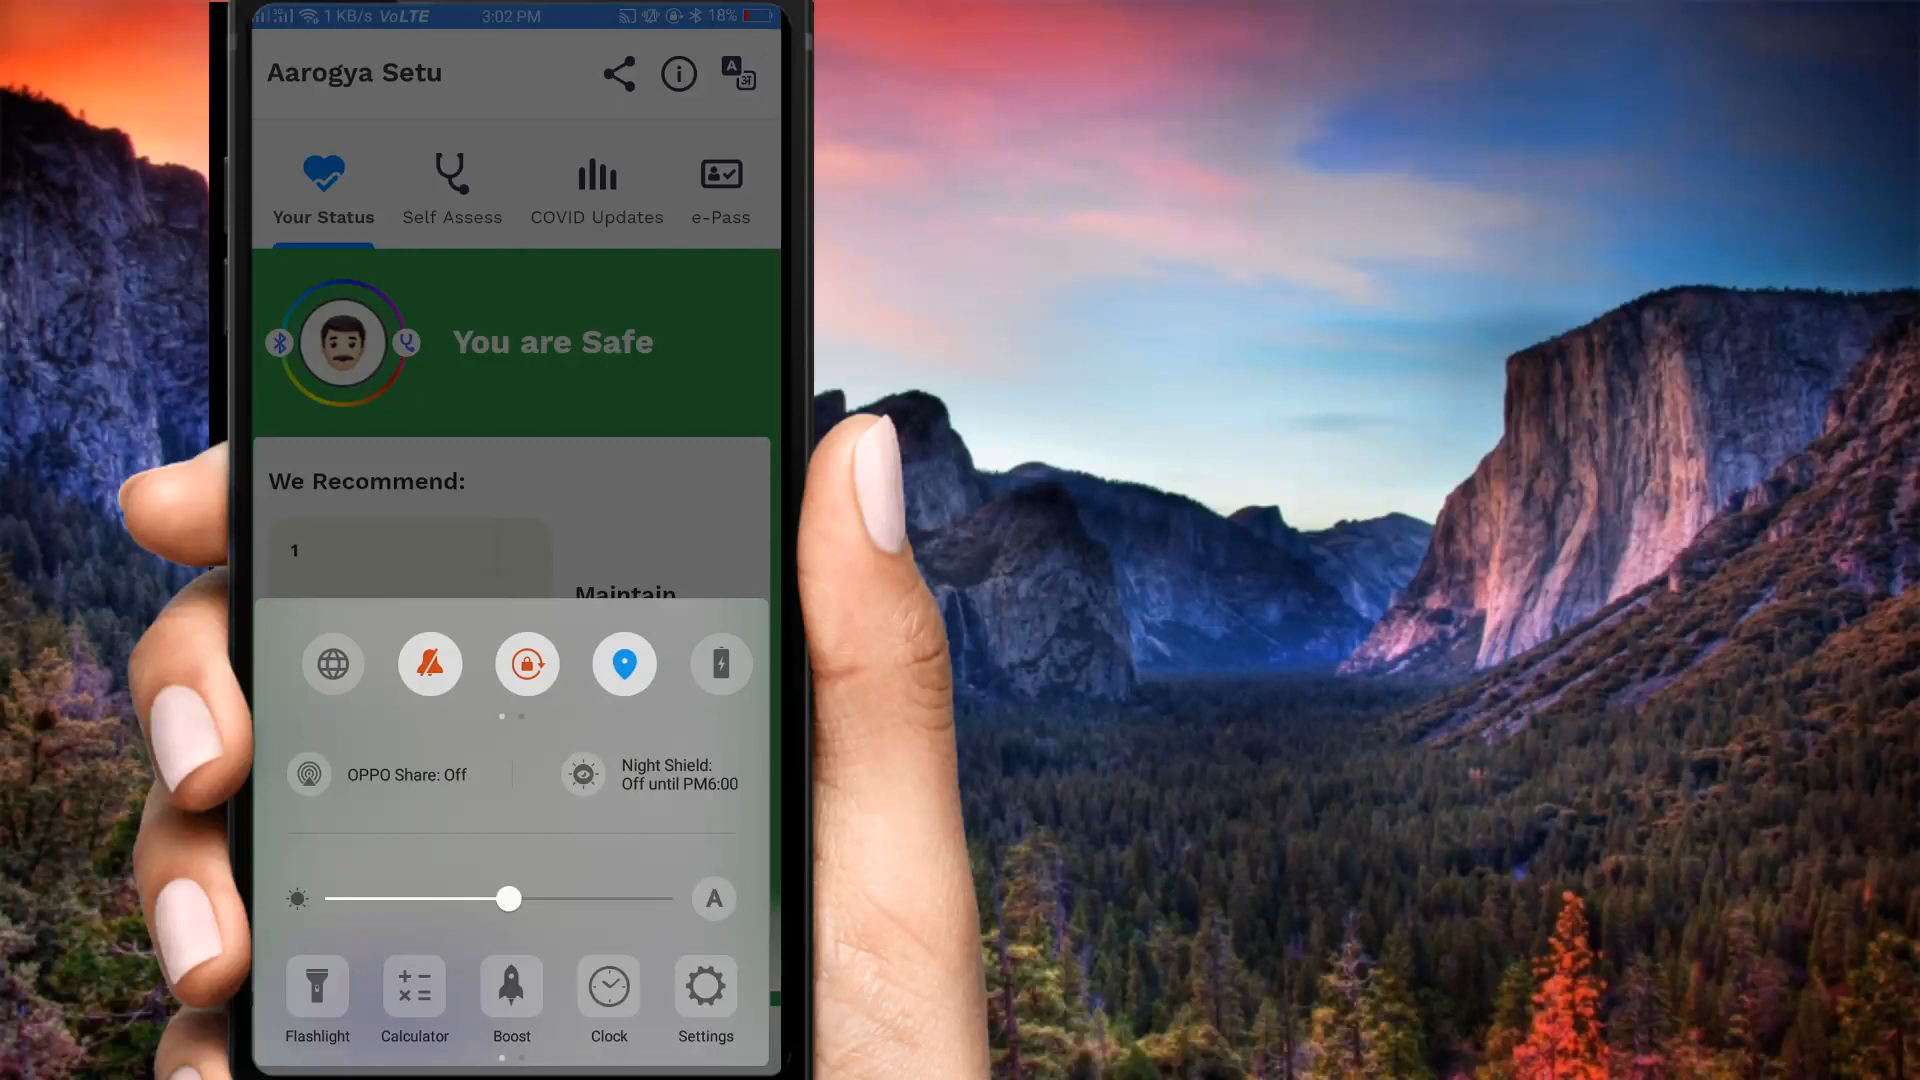 3G 1 KB/s VoLTE 3:02 PM 18%
Aarogya Setu
A
अ
Your Status Self Assess COVID Updates e-Pass
You are Safe
We Recommend:
1
Maintain
OPPO Share: Off
Night Shield:
Off until PM6:00
A
Flashlight Calculator Boost Clock Settings